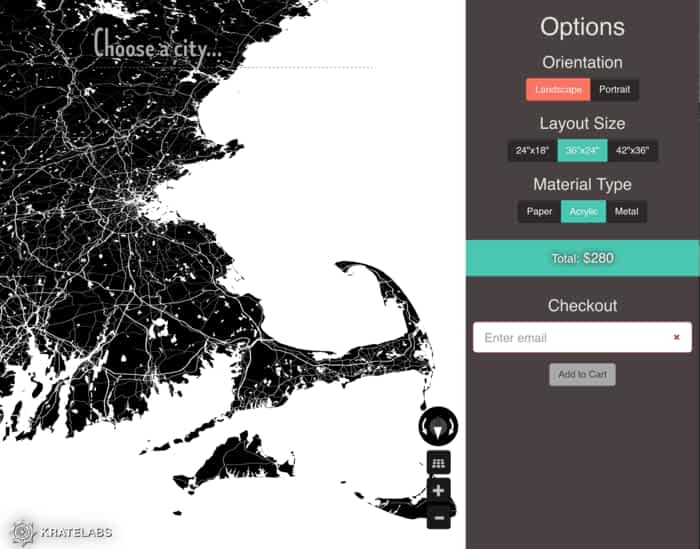 Choose a city...
Options
Orientation
Landscape Portrait
Layout Size
24"x18" 36"x24" 42"x36"
Material Type
Paper Acrylic Metal
Total: $280
Checkout
Enter email
Add to Cart
KRATELABS